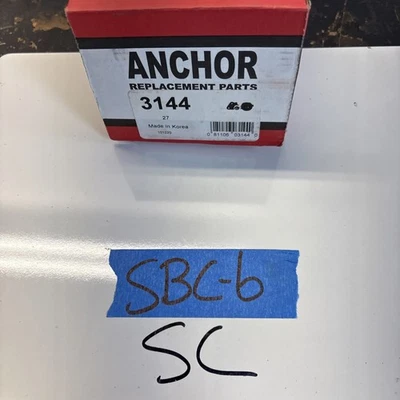 ANCHOR
REPLACEMENT PARTS
3144
27
Made in Korea
SBC-6
SC